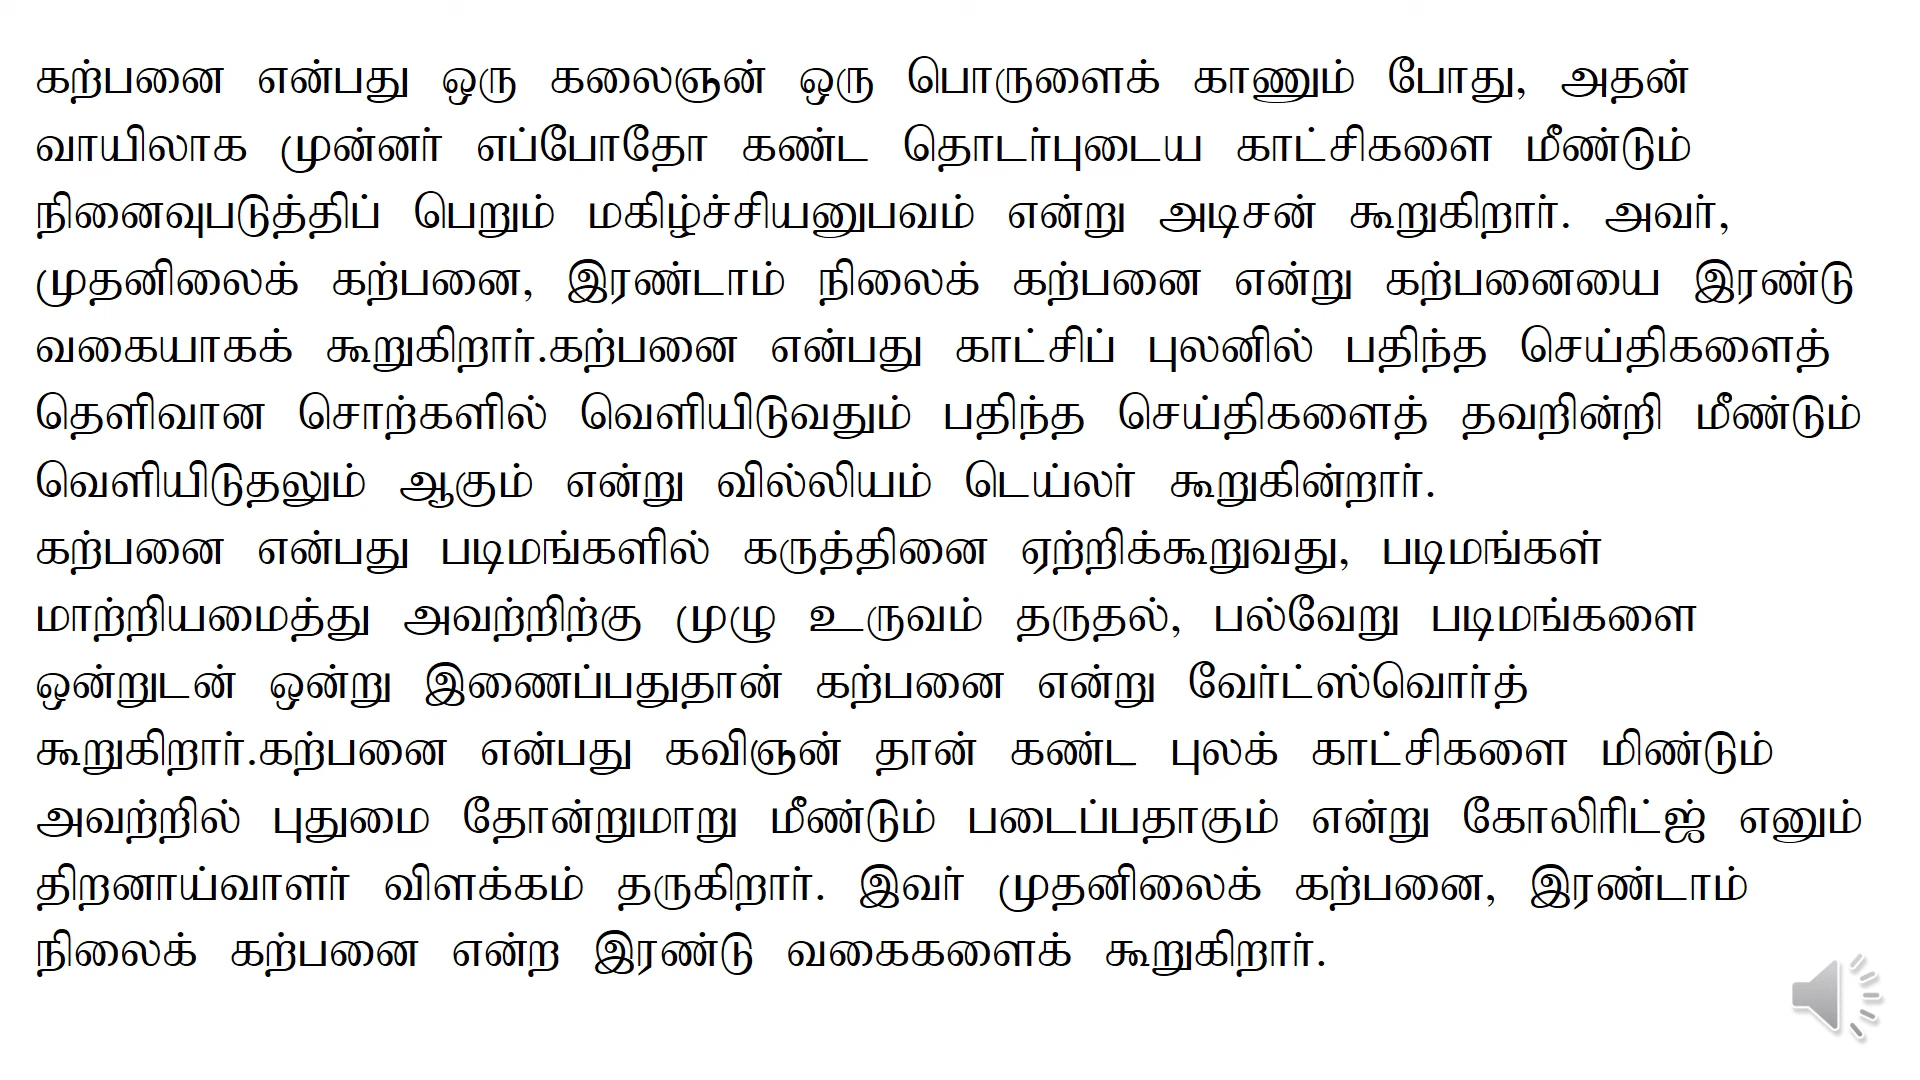 கற்பனை என்பது ஒரு கலைஞன் ஒரு பொருளைக் காணும் போது, அதன்
வாயிலாக முன்னர் எப்போதோ கண்ட தொடர்புடைய காட்சிகளை மீண்டும்
நினைவுபடுத்திப் பெறும் மகிழ்ச்சியனுபவம் என்று அடிசன் கூறுகிறார். அவர்,
முதனிலைக் கற்பனை, இரண்டாம் நிலைக் கற்பனை என்று கற்பனையை இரண்டு
வகையாகக் கூறுகிறார்.கற்பனை என்பது காட்சிப் புலனில் பதிந்த செய்திகளைத்
தெளிவான சொற்களில் வெளியிடுவதும் பதிந்த செய்திகளைத் தவறின்றி மீண்டும்
வெளியிடுதலும் ஆகும் என்று வில்லியம் டெய்லர் கூறுகின்றார்.
கற்பனை என்பது படிமங்களில் கருத்தினை ஏற்றிக்கூறுவது, படிமங்கள்
மாற்றியமைத்து அவற்றிற்கு முழு உருவம் தருதல், பல்வேறு படிமங்களை
ஒன்றுடன் ஒன்று இணைப்பதுதான் கற்பனை என்று வேர்ட்ஸ்வொர்த்
கூறுகிறார்.கற்பனை என்பது கவிஞன் தான் கண்ட புலக் காட்சிகளை மிண்டும்
அவற்றில் புதுமை தோன்றுமாறு மீண்டும் படைப்பதாகும் என்று கோலிரிட்ஜ் எனும்
திறனாய்வாளர் விளக்கம் தருகிறார். இவர் முதனிலைக் கற்பனை, இரண்டாம்
நிலைக் கற்பனை என்ற இரண்டு வகைகளைக் கூறுகிறார்.